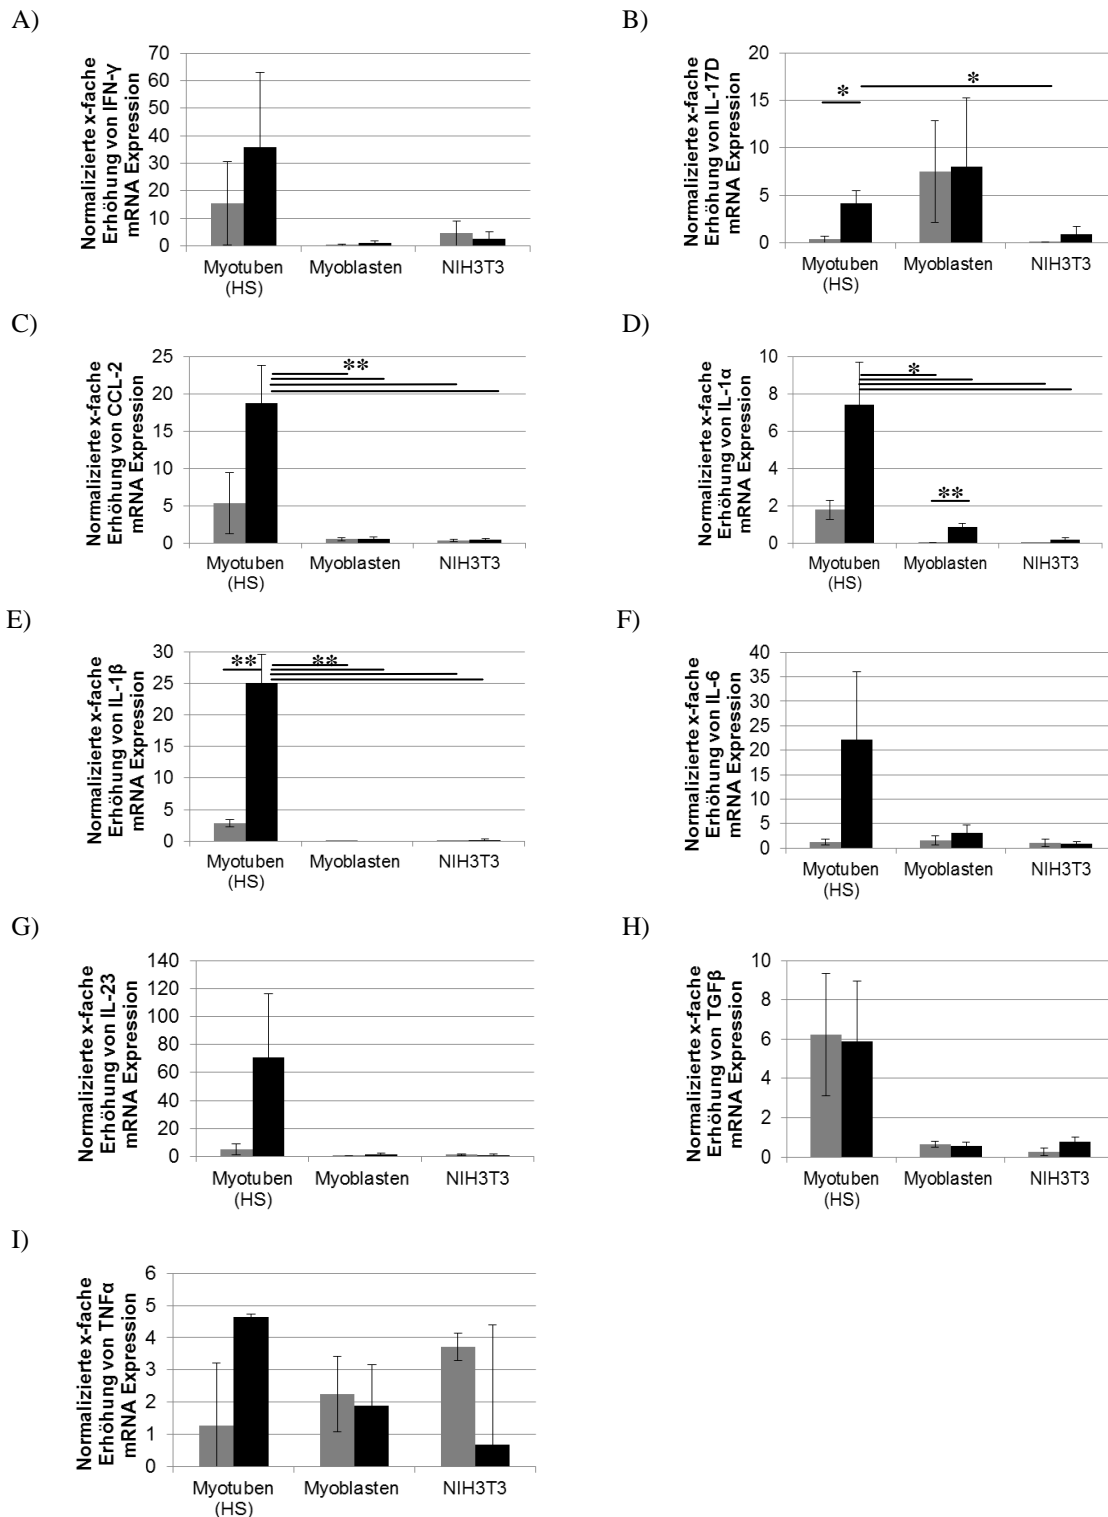 A)
Normalizierte x-fache
Erhöhung von IFN-γ
mRNA Expression
70
60
50
40
30
20
10
0
Myotuben
(HS)
Myoblasten
NIH3T3
B)
Normalizierte x-fache
Erhöhung von IL-17D
mRNA Expression
20
15
10
5
0
*
*
Myotuben
(HS)
Myoblasten
NIH3T3
C)
Normalizierte x-fache
Erhöhung von CCL-2
mRNA Expression
25
20
15
10
5
0
**
Myotuben
(HS)
Myoblasten
NIH3T3
D)
Normalizierte x-fache
Erhöhung von IL-1α
mRNA Expression
10
8
6
4
2
0
*
**
Myotuben
(HS)
Myoblasten
NIH3T3
E)
Normalizierte x-fache
Erhöhung von IL-1β
mRNA Expression
30
25
20
15
10
5
0
**
**
Myotuben
(HS)
Myoblasten
NIH3T3
F)
Normalizierte x-fache
Erhöhung von IL-6
mRNA Expression
40
35
30
25
20
15
10
5
0
Myotuben
(HS)
Myoblasten
NIH3T3
G)
Normalizierte x-fache
Erhöhung von IL-23
mRNA Expression
140
120
100
80
60
40
20
0
Myotuben
(HS)
Myoblasten
NIH3T3
H)
Normalizierte x-fache
Erhöhung von TGFβ
mRNA Expression
10
8
6
4
2
0
Myotuben
(HS)
Myoblasten
NIH3T3
I)
Normalizierte x-fache
Erhöhung von TNFα
mRNA Expression
6
5
4
3
2
1
0
Myotuben
(HS)
Myoblasten
NIH3T3